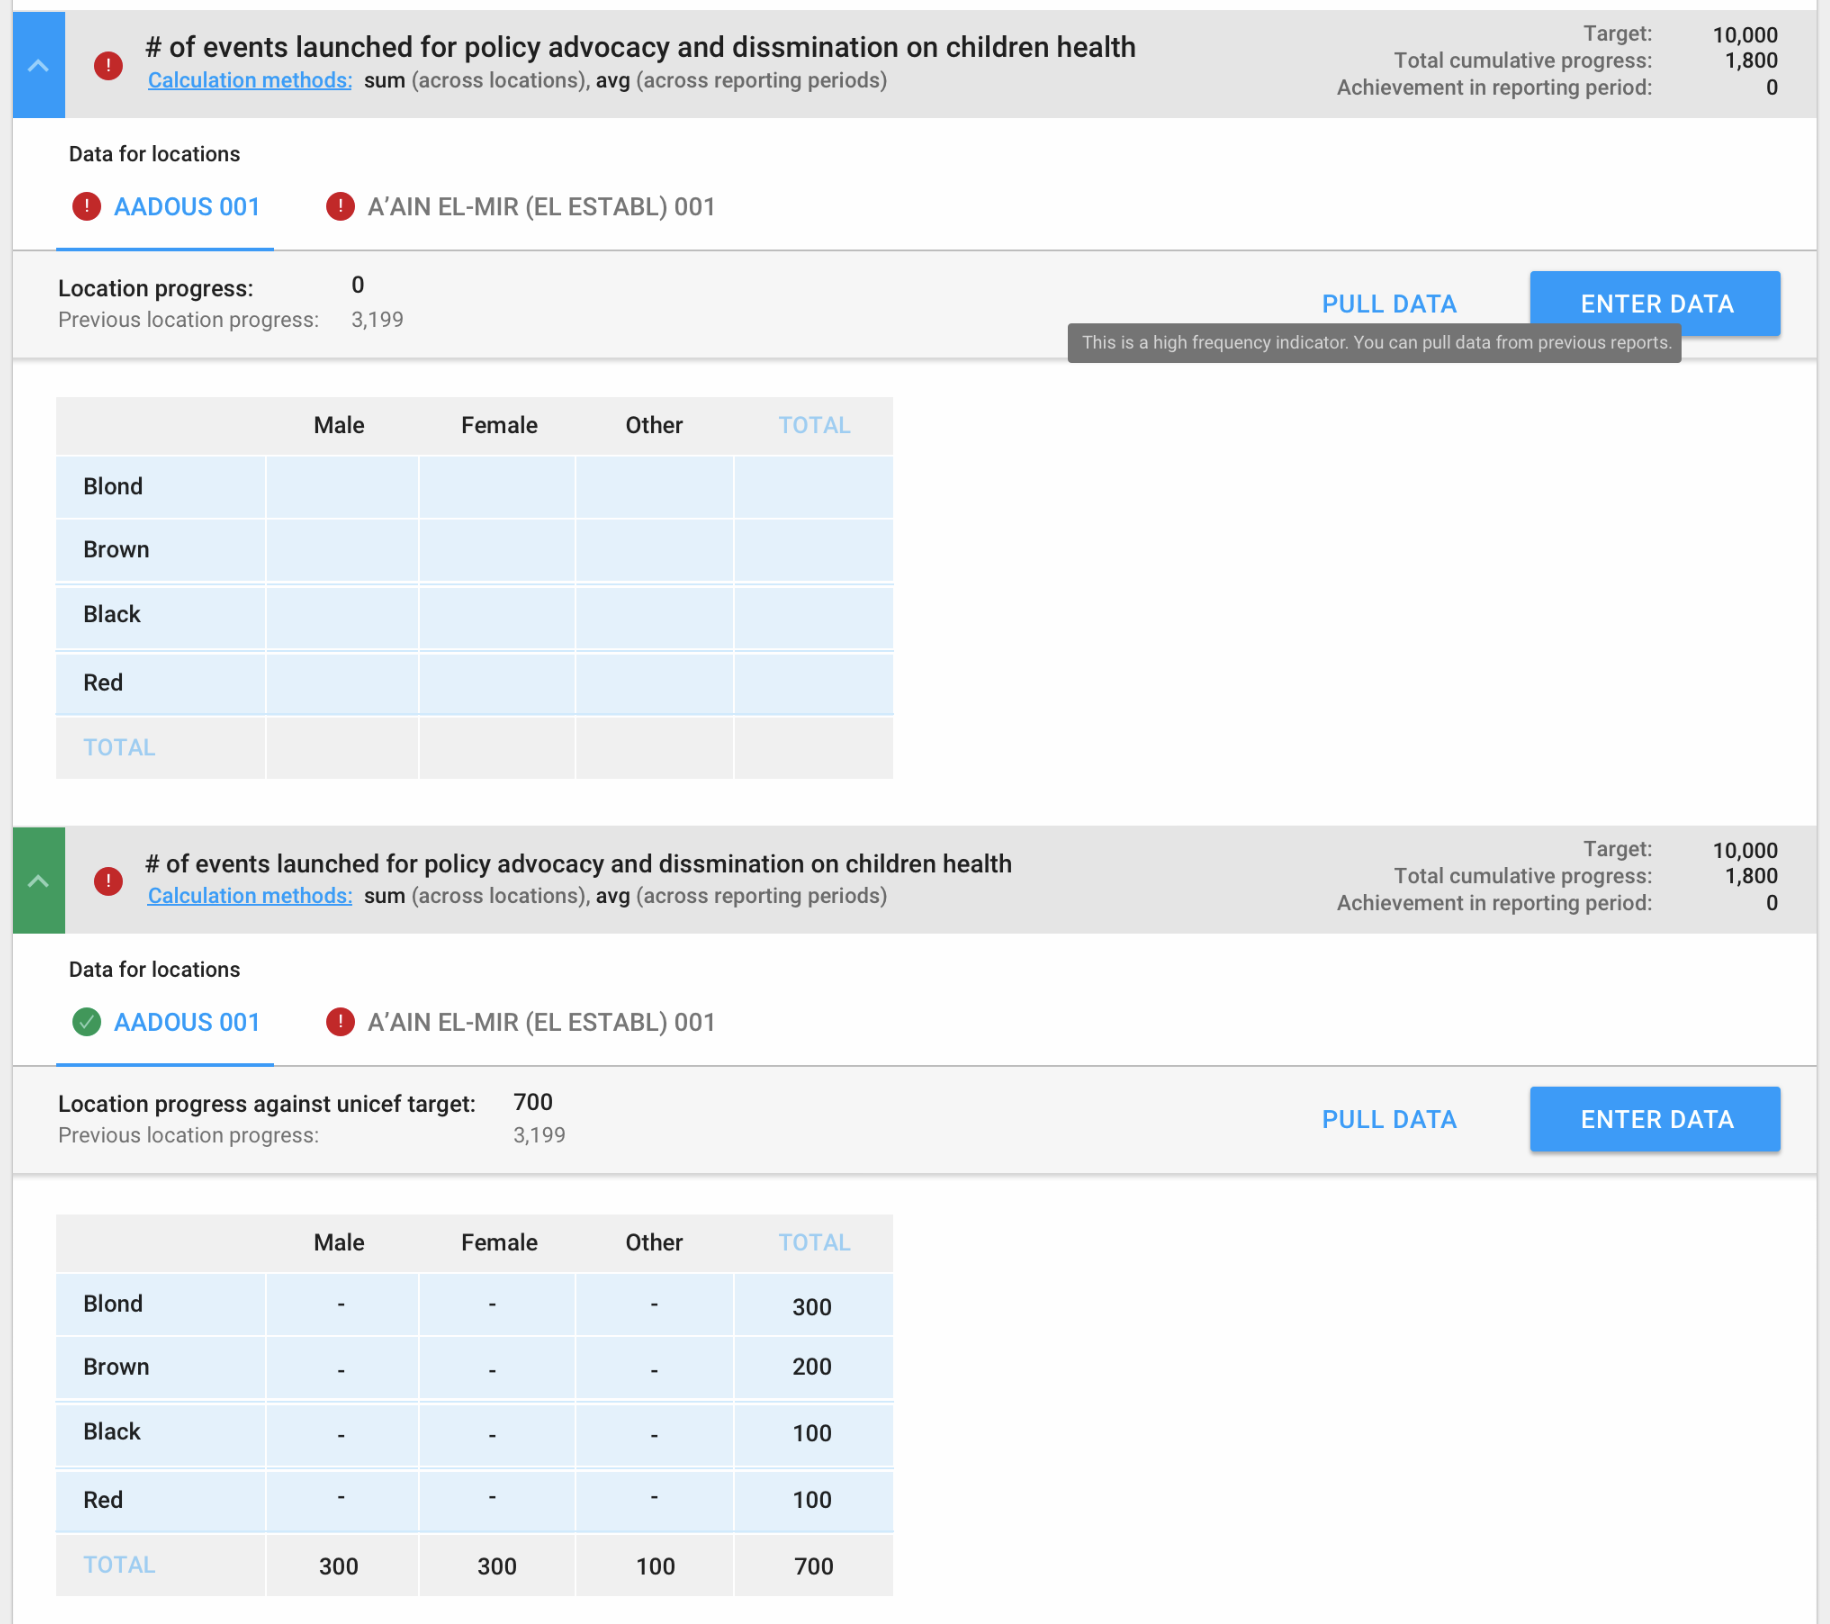 # of events launched for policy advocacy and dissmination on children health
Calculation methods: sum (across locations), avg (across reporting periods)
Target: 10,000
Total cumulative progress: 1,800
Achievement in reporting period: 0
Data for locations
! AADOUS 001 ! A’AIN EL-MIR (EL ESTABL) 001
Location progress: 0
Previous location progress: 3,199
PULL DATA ENTER DATA
This is a high frequency indicator. You can pull data from previous reports.
Male Female Other TOTAL
Blond
Brown
Black
Red
TOTAL
# of events launched for policy advocacy and dissmination on children health
Calculation methods: sum (across locations), avg (across reporting periods)
Target: 10,000
Total cumulative progress: 1,800
Achievement in reporting period: 0
Data for locations
AADOUS 001 ! A’AIN EL-MIR (EL ESTABL) 001
Location progress against unicef target: 700
Previous location progress: 3,199
PULL DATA ENTER DATA
Male Female Other TOTAL
Blond - - - 300
Brown - - - 200
Black - - - 100
Red - - - 100
TOTAL 300 300 100 700